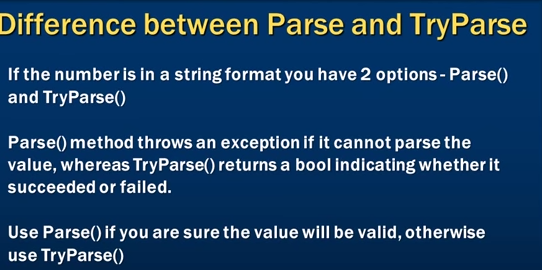 Difference between Parse and TryParse
If the number is in a string format you have 2 options - Parse()
and TryParse()
Parse() method throws an exception if it cannot parse the
value, whereas TryParse() returns a bool indicating whether it
succeeded or failed.
Use Parse() if you are sure the value will be valid, otherwise
use TryParse()